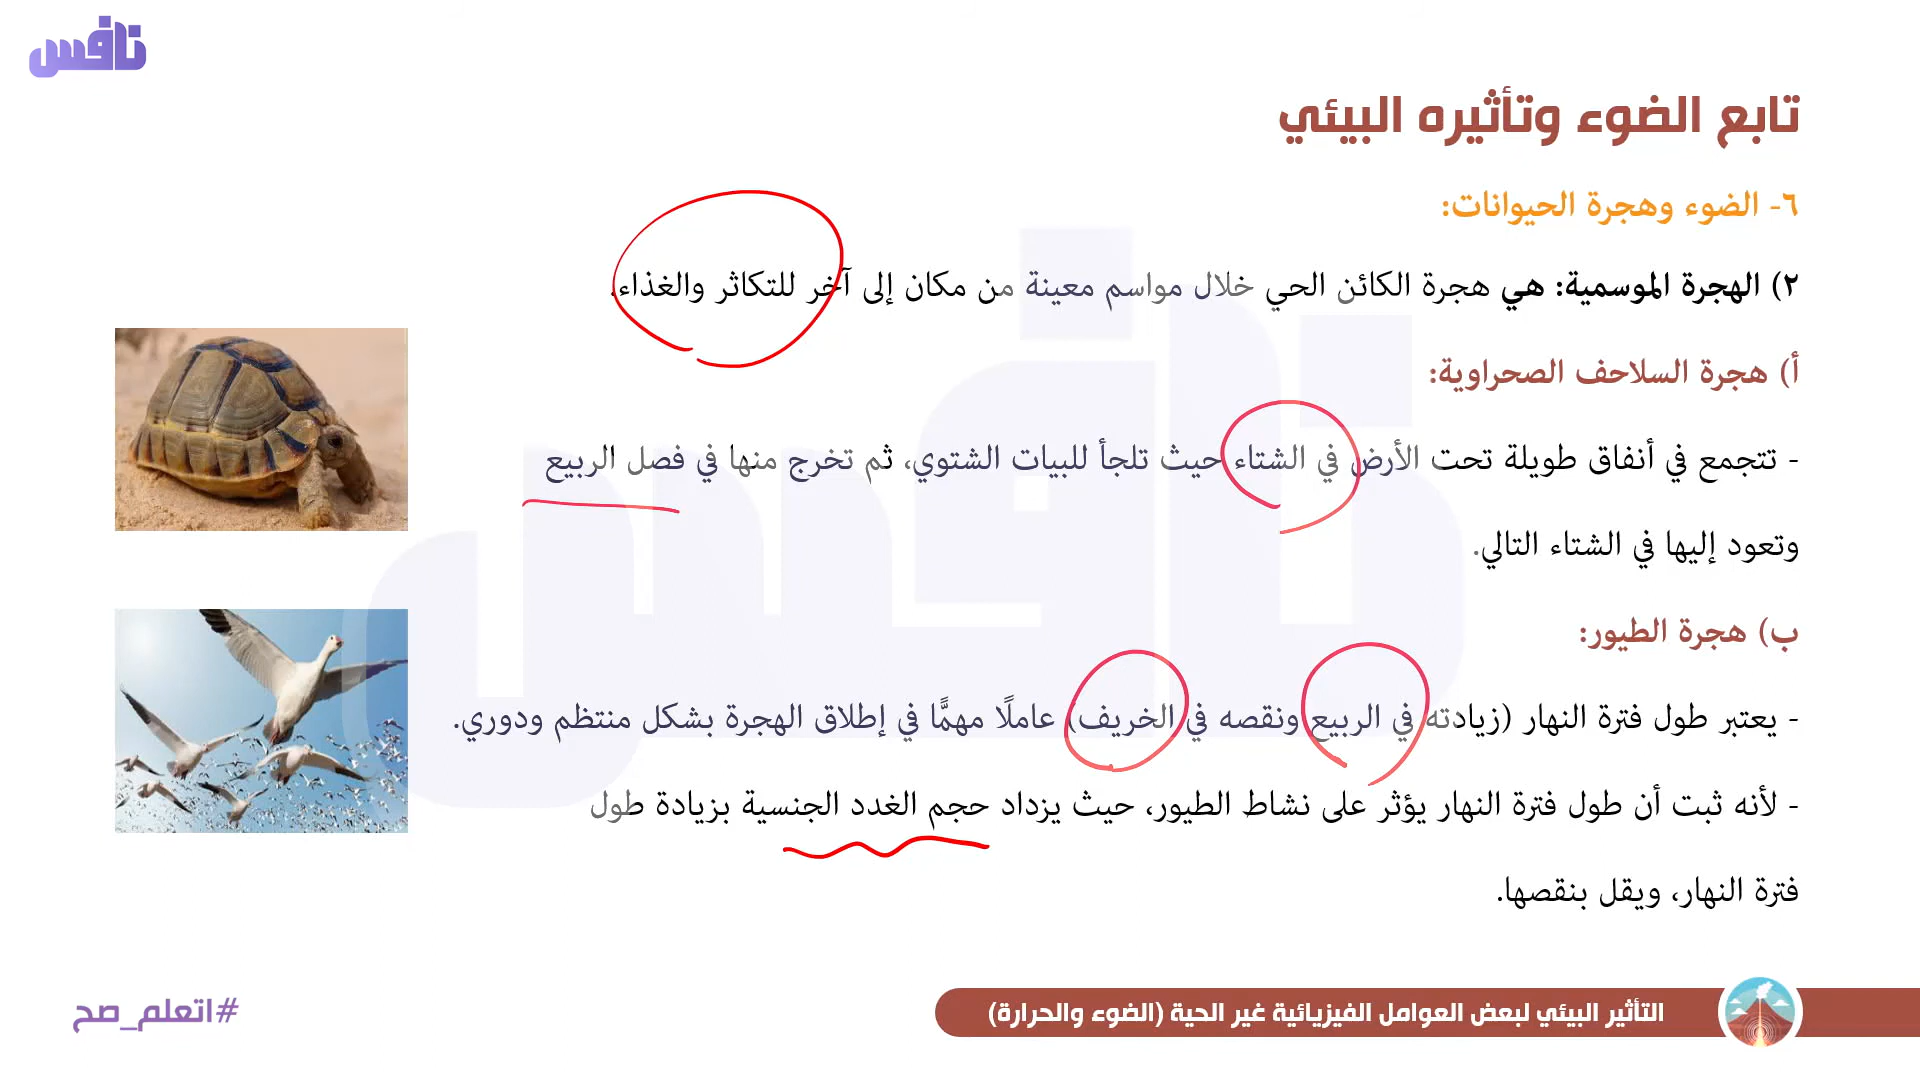 نافس
تابع الضوء وتأثيره البيئي
٦- الضوء وهجرة الحيوانات:
٢) الهجرة الموسمية: هي هجرة الكائن الحي خلال مواسم معينة من مكان إلى آخر للتكاثر والغذاء.
أ) هجرة السلاحف الصحراوية:
- تتجمع في أنفاق طويلة تحت الأرض في الشتاء حيث تلجأ للبيات الشتوي، ثم تخرج منها في فصل الربيع
وتعود إليها في الشتاء التالي.
ب) هجرة الطيور:
- يعتبر طول فترة النهار (زيادته في الربيع ونقصه في الخريف) عاملًا مهمًّا في إطلاق الهجرة بشكل منتظم ودوري.
- لأنه ثبت أن طول فترة النهار يؤثر على نشاط الطيور، حيث يزداد حجم الغدد الجنسية بزيادة طول
فترة النهار، ويقل بنقصها.
التأثير البيئي لبعض العوامل الفيزيائية غير الحية (الضوء والحرارة)
#اتعلم_صح